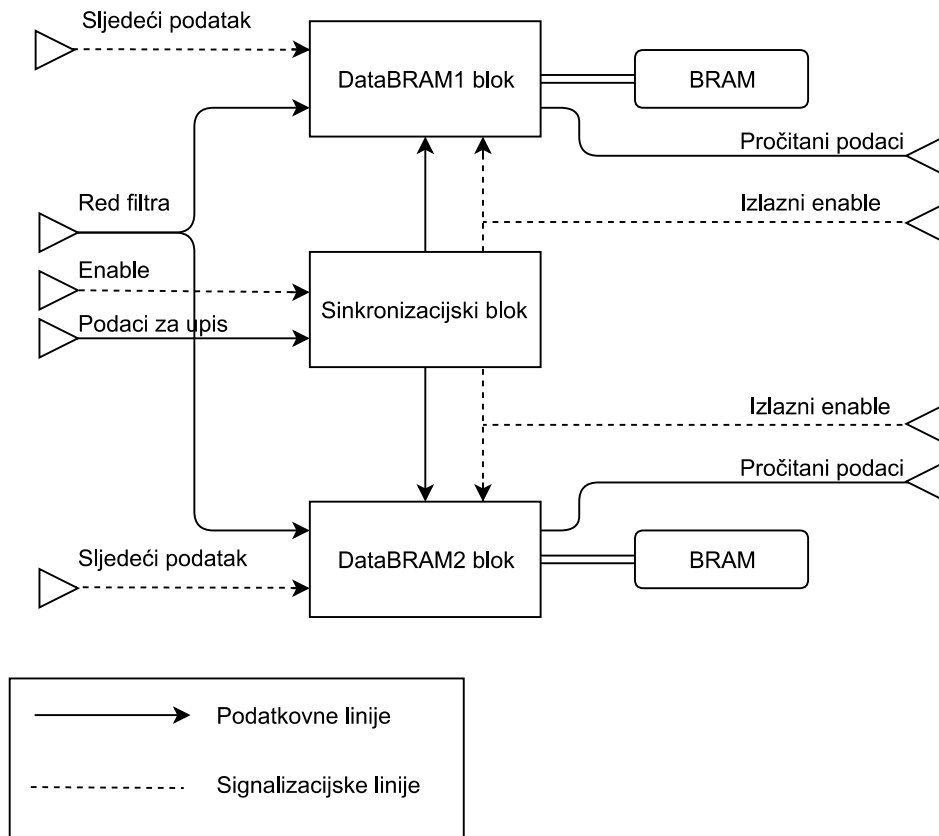 Sljedeći podatak
DataBRAM1 blok
BRAM
Pročitani podaci
Red filtra
Izlazni enable
Enable
Sinkronizacijski blok
Podaci za upis
Izlazni enable
Pročitani podaci
Sljedeći podatak
DataBRAM2 blok
BRAM
Podatkovne linije
Signalizacijske linije